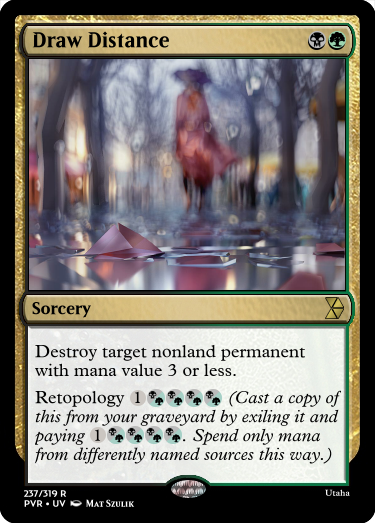 Draw Distance
Sorcery
Destroy target nonland permanent
with mana value 3 or less.
Retopology 1 (Cast a copy of
this from your graveyard by exiling it and
paying 1. Spend only mana
from differently named sources this way.)
237/319 R
Utaha
PVR • UV Mat Szulik